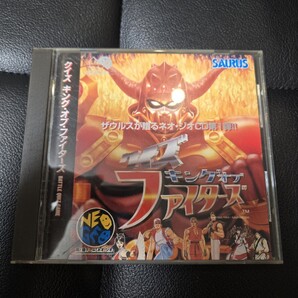 SAURUS
ザウルスが贈るネオ・ジオCD第1弾!!
クイズ
キング オブ
ファイターズ
TM
NEO GEO
クイズ キング・オブ・ファイターズ